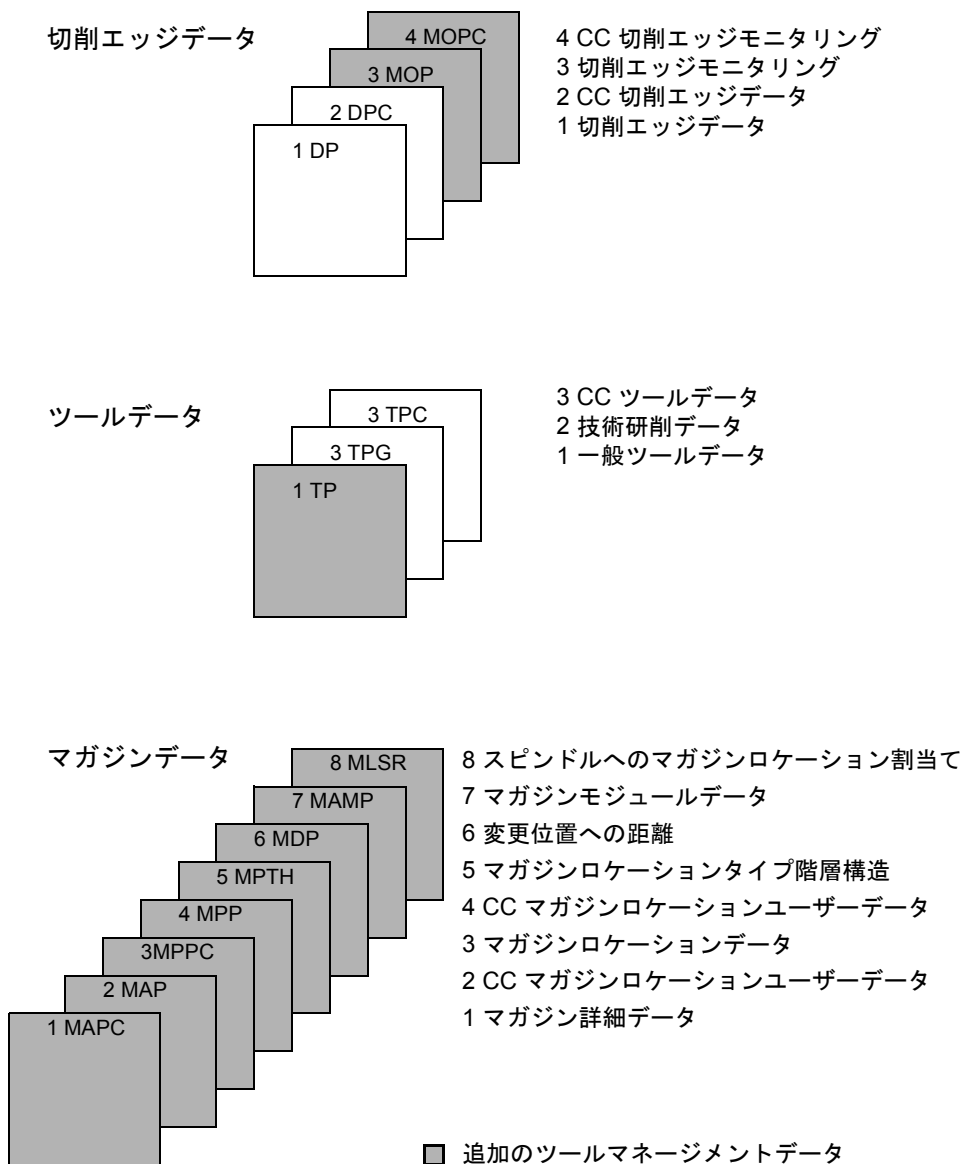 切削エッジデータ
4 MOPC
3 MOP
2 DPC
1 DP
4 CC 切削エッジモニタリング
3 切削エッジモニタリング
2 CC 切削エッジデータ
1 切削エッジデータ
ツールデータ
3 TPC
3 TPG
1 TP
3 CC ツールデータ
2 技術研削データ
1 一般ツールデータ
マガジンデータ
8 MLSR
7 MAMP
6 MDP
5 MPTH
4 MPP
3MPPC
2 MAP
1 MAPC
8 スピンドルへのマガジンロケーション割当て
7 マガジンモジュールデータ
6 変更位置への距離
5 マガジンロケーションタイプ階層構造
4 CC マガジンロケーションユーザーデータ
3 マガジンロケーションデータ
2 CC マガジンロケーションユーザーデータ
1 マガジン詳細データ
追加のツールマネージメントデータ